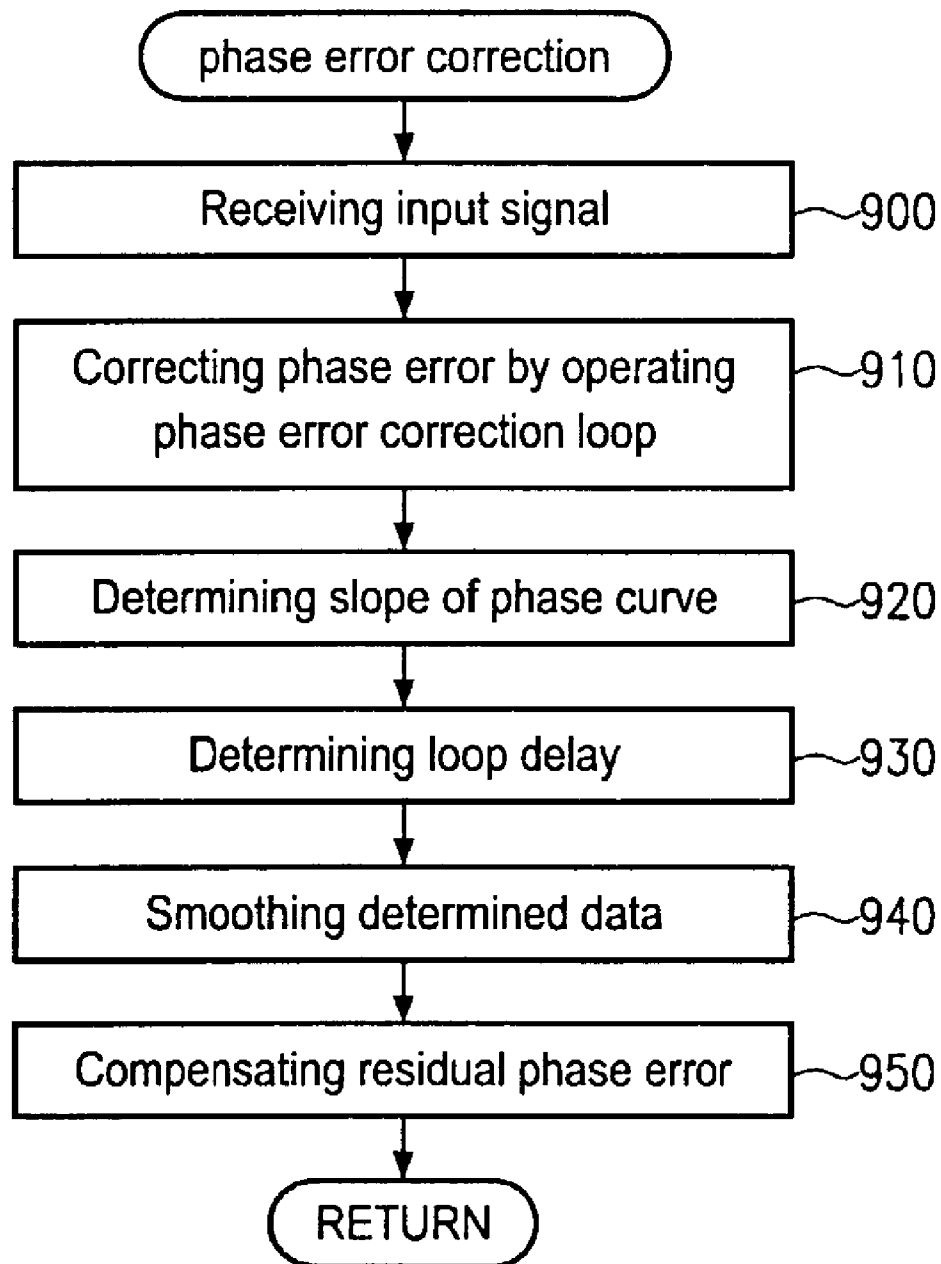 phase error correction
Receiving input signal
900
Correcting phase error by operating
phase error correction loop
910
Determining slope of phase curve
920
Determining loop delay
930
Smoothing determined data
940
Compensating residual phase error
950
RETURN